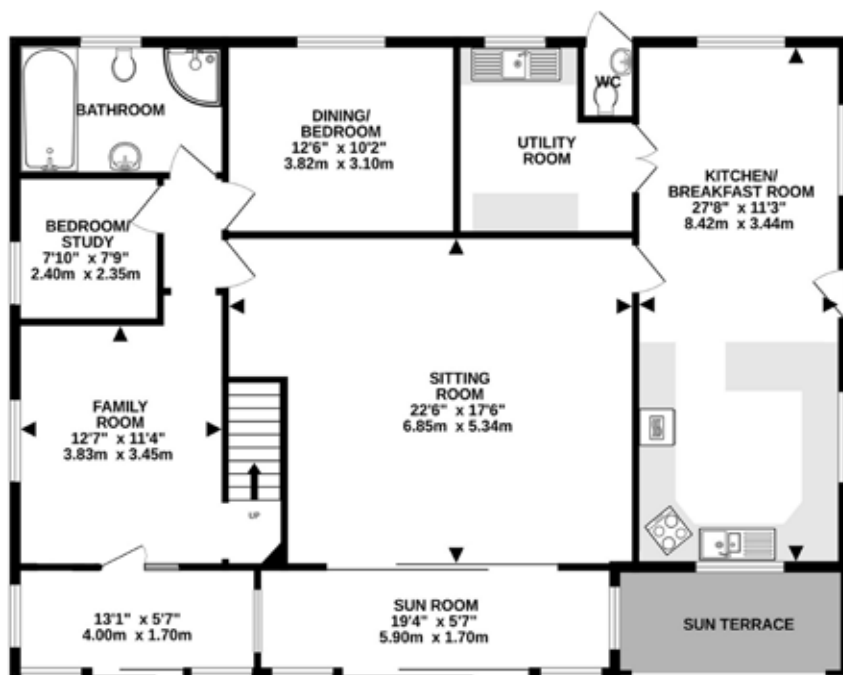 BATHROOM
DINING/
BEDROOM
12'6" x 10'2"
3.82m x 3.10m
WC
UTILITY
ROOM
KITCHEN/
BREAKFAST ROOM
27'8" x 11'3"
8.42m x 3.44m
BEDROOM/
STUDY
7'10" x 7'9"
2.40m x 2.35m
SITTING
ROOM
22'6" x 17'6"
6.85m x 5.34m
FAMILY
ROOM
12'7" x 11'4"
3.83m x 3.45m
UP
13'1" x 5'7"
4.00m x 1.70m
SUN ROOM
19'4" x 5'7"
5.90m x 1.70m
SUN TERRACE